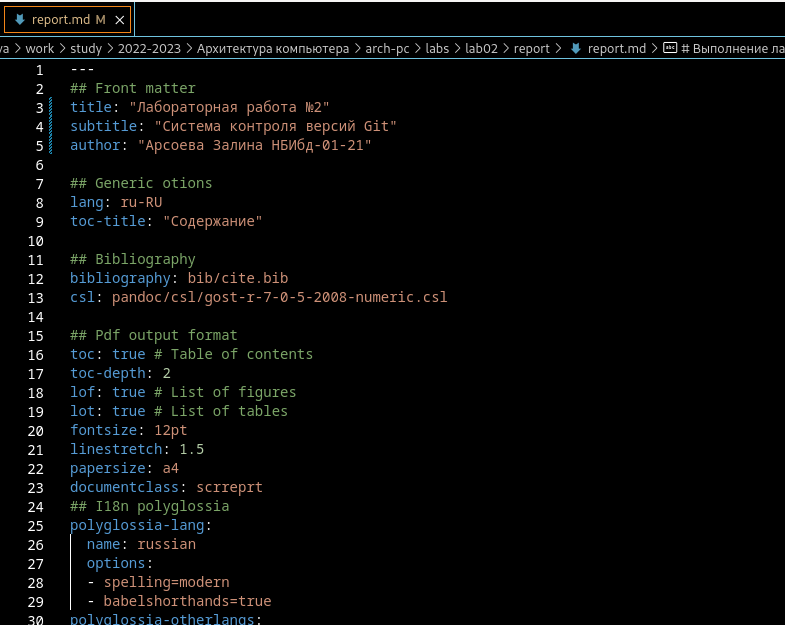 report.md M ×
va > work > study > 2022-2023 > Архитектура компьютера > arch-pc > labs > lab02 > report > report.md > abc # Выполнение ла
1 ---
2 ## Front matter
3 title: "Лабораторная работа №2"
4 subtitle: "Система контроля версий Git"
5 author: "Арсоева Залина НБИбд-01-21"
6
7 ## Generic otions
8 lang: ru-RU
9 toc-title: "Содержание"
10
11 ## Bibliography
12 bibliography: bib/cite.bib
13 csl: pandoc/csl/gost-r-7-0-5-2008-numeric.csl
14
15 ## Pdf output format
16 toc: true # Table of contents
17 toc-depth: 2
18 lof: true # List of figures
19 lot: true # List of tables
20 fontsize: 12pt
21 linestretch: 1.5
22 papersize: a4
23 documentclass: scrreprt
24 ## I18n polyglossia
25 polyglossia-lang:
26 name: russian
27 options:
28 - spelling=modern
29 - babelshorthands=true
30 polyglossia-otherlangs: